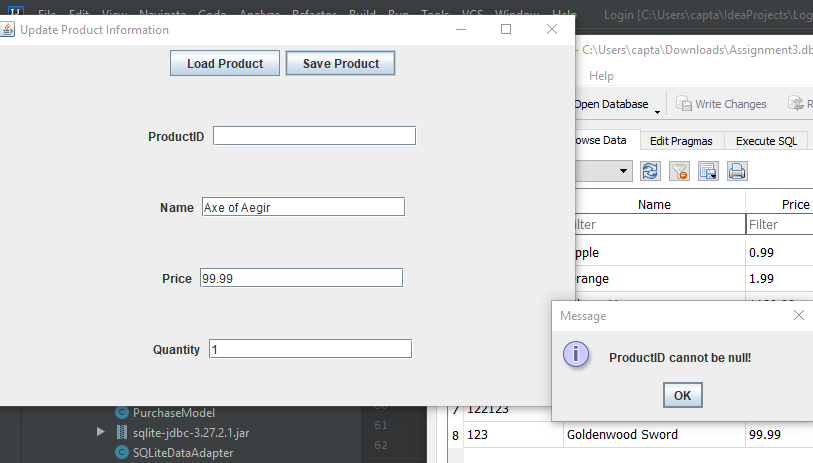 File Edit View Navigate Code Analyze Refactor Build Run Tools VCS Window Help Login [C:\Users\capta\IdeaProjects\Log
Update Product Information
- C:\Users\capta\Downloads\Assignment3.db
Load Product Save Product
Help
Open Database Write Changes R
ProductID
owse Data Edit Pragmas Execute SQL
Name Axe of Aegir
Name Price
ilter Filter
pple 0.99
Price 99.99
range 1.99
Message
ProductID cannot be null!
Quantity 1
OK
PurchaseModel
7 122123
sqlite-jdbc-3.27.2.1.jar
61
8 123 Goldenwood Sword 99.99
SQLiteDataAdapter
62